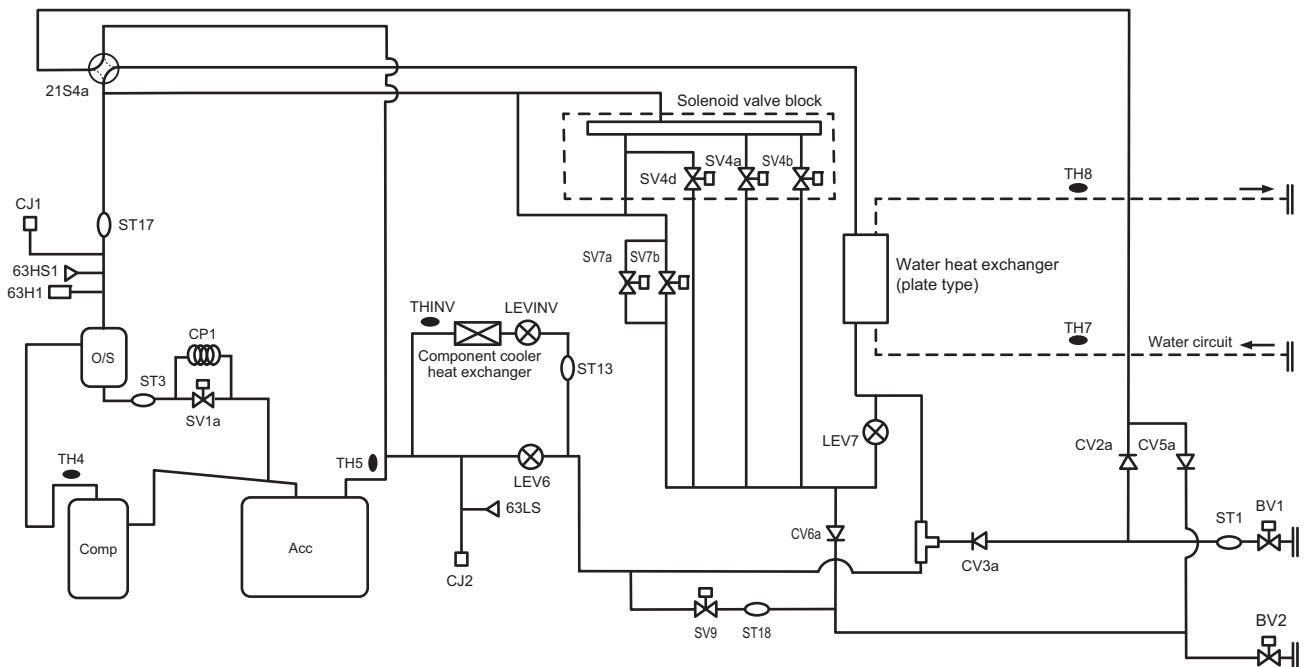 21S4a
Solenoid valve block
SV4d
SV4a
SV4b
TH8
CJ1
ST17
SV7a
SV7b
63HS1
63H1
Water heat exchanger
(plate type)
THINV
LEVINV
CP1
O/S
Component cooler
heat exchanger
ST13
TH7
Water circuit
ST3
SV1a
LEV7
CV2a
CV5a
TH4
TH5
LEV6
63LS
CV6a
ST1
BV1
Comp
Acc
CJ2
CV3a
SV9
ST18
BV2